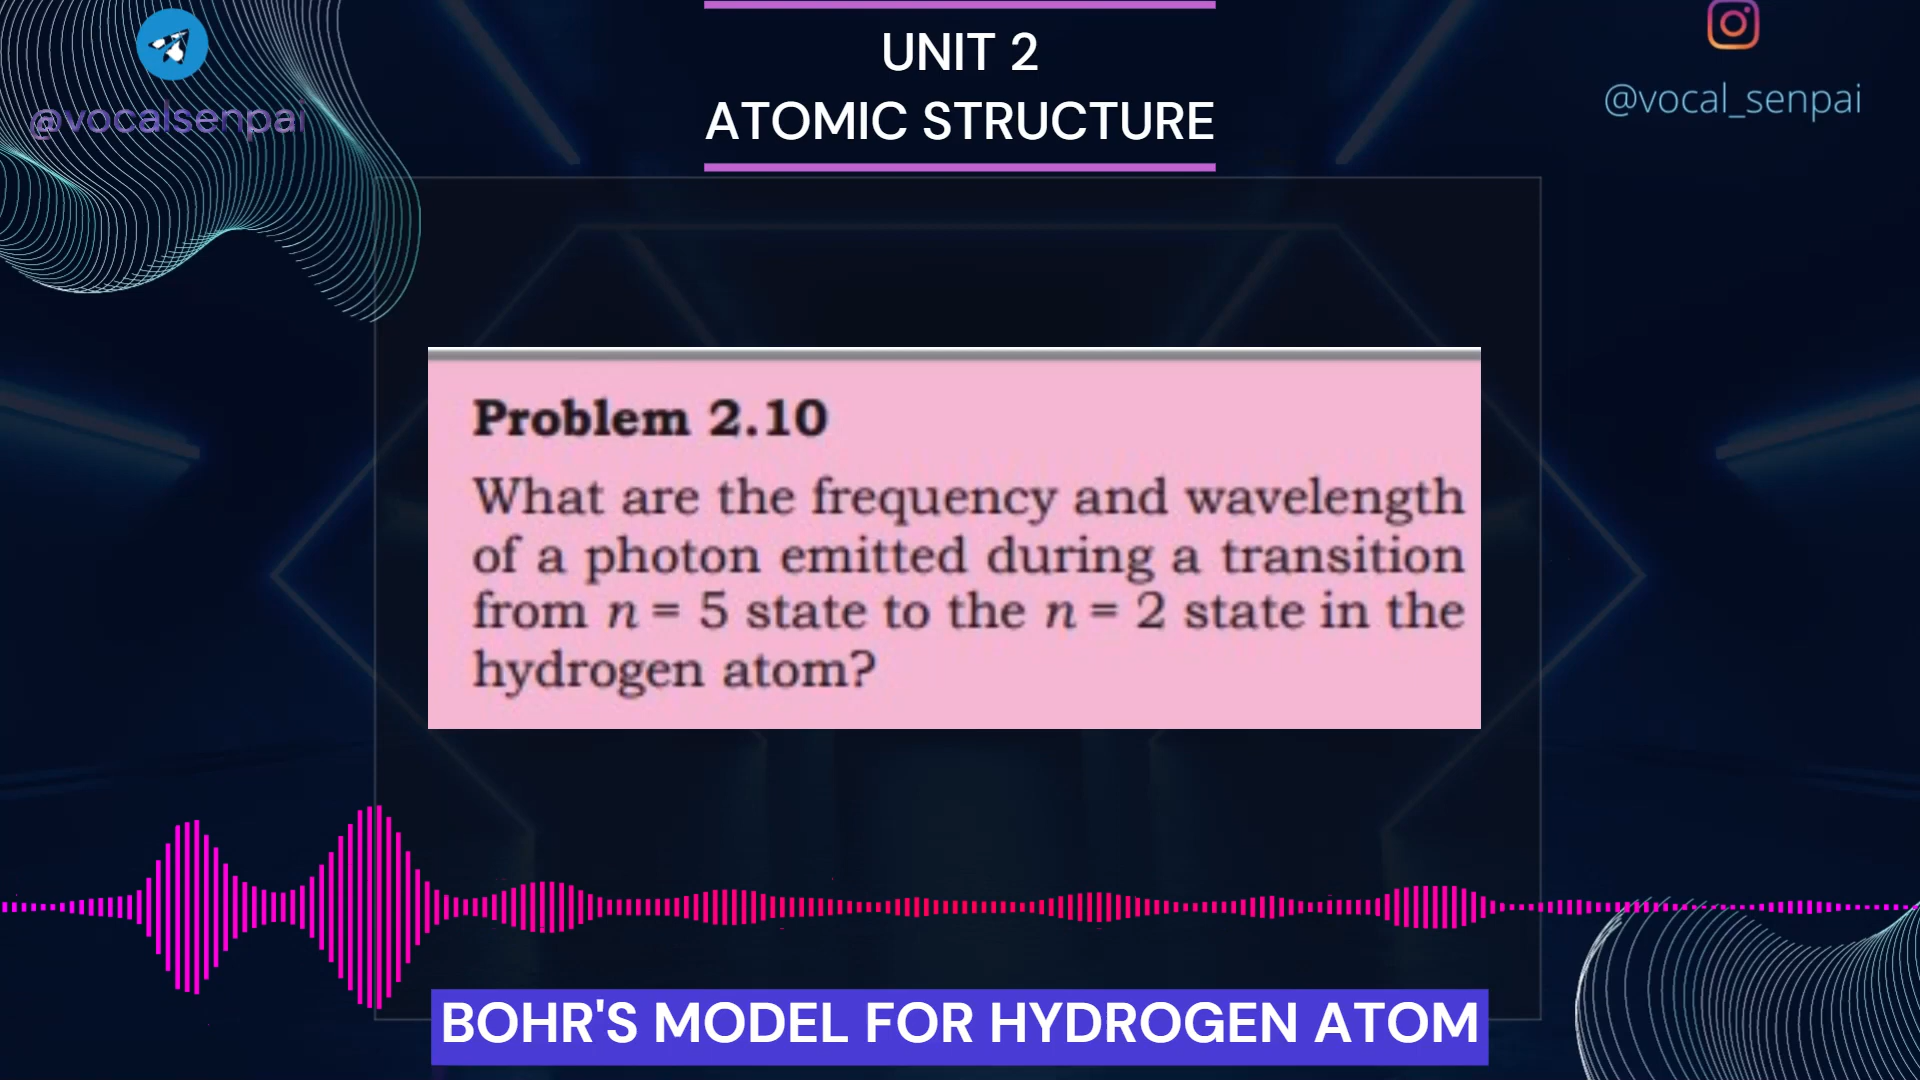 UNIT 2
ATOMIC STRUCTURE
@vocalsenpai
@vocal_senpai
Problem 2.10
What are the frequency and wavelength
of a photon emitted during a transition
from n = 5 state to the n = 2 state in the
hydrogen atom?
BOHR'S MODEL FOR HYDROGEN ATOM